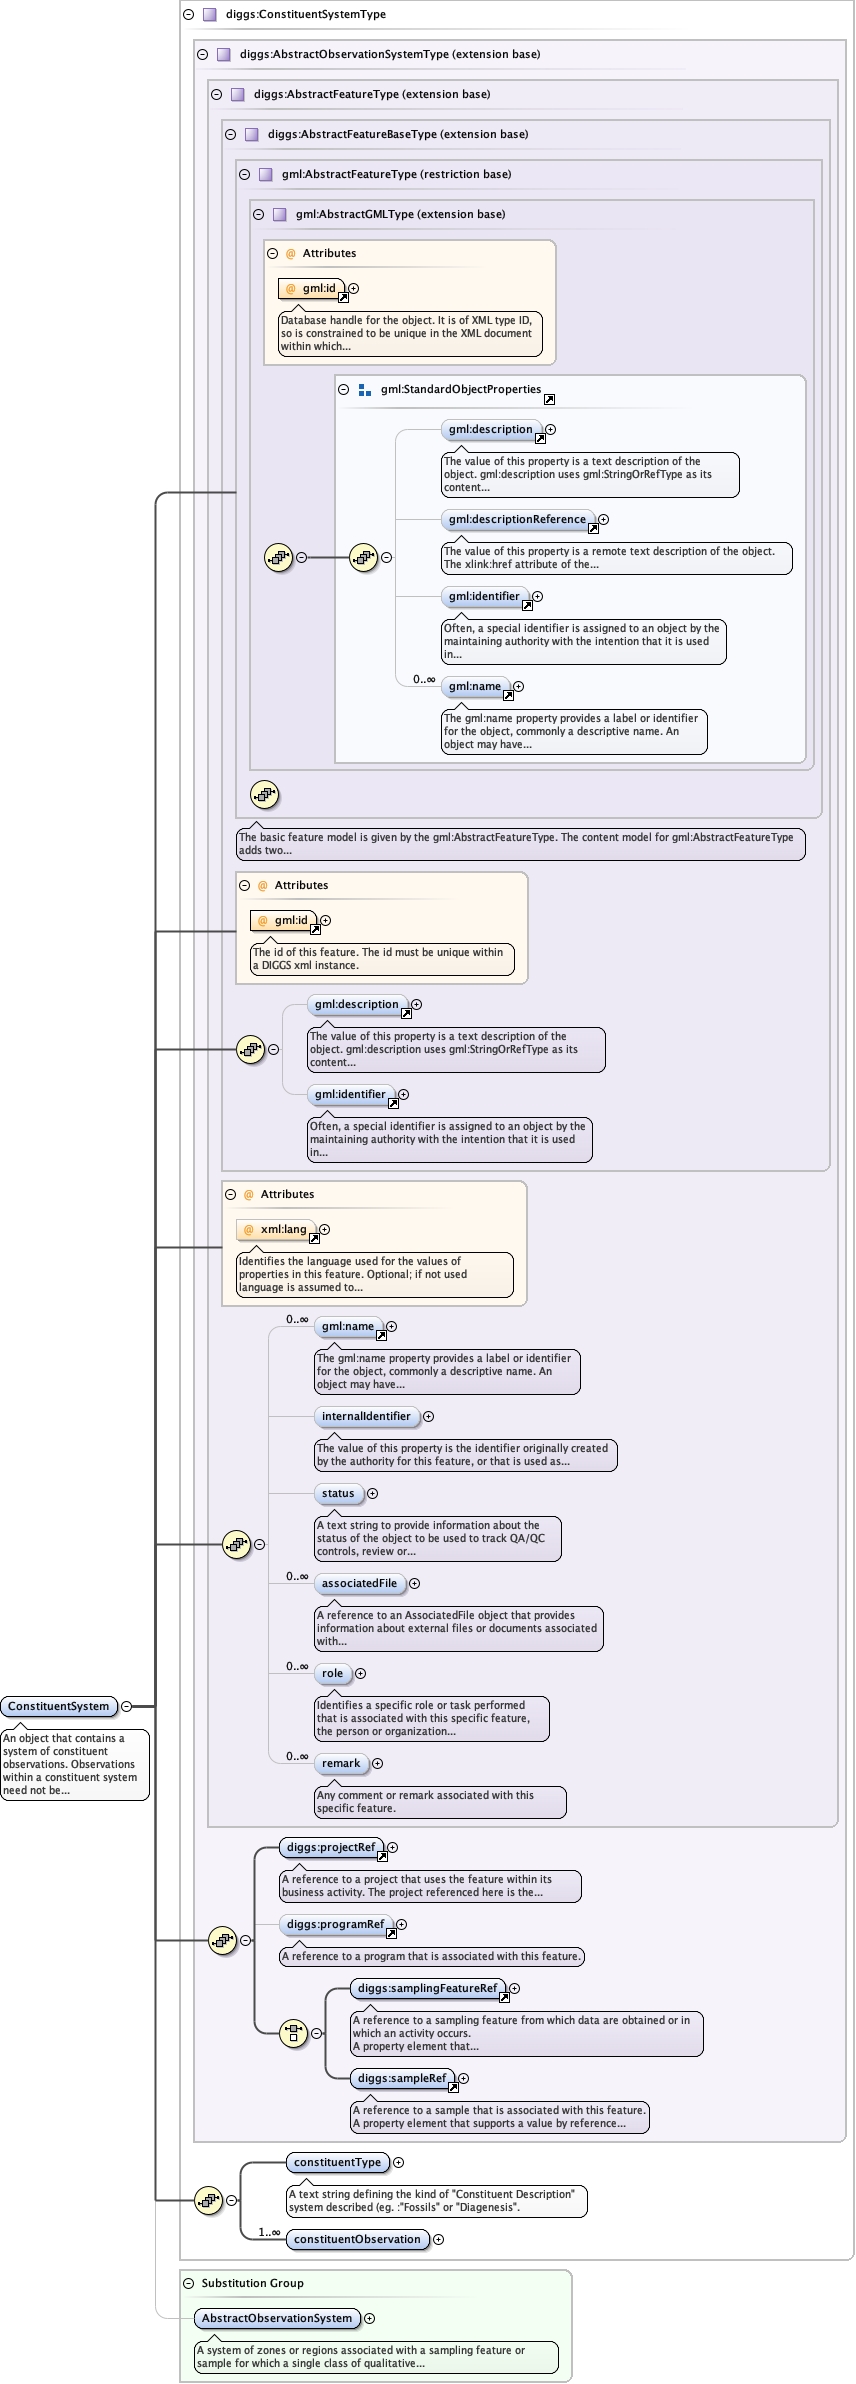 diggs:ConstituentSystemType
diggs:AbstractObservationSystemType (extension base)
diggs:AbstractFeatureType (extension base)
diggs:AbstractFeatureBaseType (extension base)
gml:AbstractFeatureType (restriction base)
gml:AbstractGMLType (extension base)
@ Attributes
@ gml:id
Database handle for the object. It is of XML type ID,
so is constrained to be unique in the XML document
within which...
gml:StandardObjectProperties
gml:description
The value of this property is a text description of the
object. gml:description uses gml:StringOrRefType as its
content...
gml:descriptionReference
The value of this property is a remote text description of the object.
The xlink:href attribute of the...
gml:identifier
Often, a special identifier is assigned to an object by the
maintaining authority with the intention that it is used
in...
0..∞
gml:name
The gml:name property provides a label or identifier
for the object, commonly a descriptive name. An
object may have...
The basic feature model is given by the gml:AbstractFeatureType. The content model for gml:AbstractFeatureType
adds two...
@ Attributes
@ gml:id
The id of this feature. The id must be unique within
a DIGGS xml instance.
gml:description
The value of this property is a text description of the
object. gml:description uses gml:StringOrRefType as its
content...
gml:identifier
Often, a special identifier is assigned to an object by the
maintaining authority with the intention that it is used
in...
@ Attributes
@ xml:lang
Identifies the language used for the values of
properties in this feature. Optional; if not used
language is assumed to...
0..∞
gml:name
The gml:name property provides a label or identifier
for the object, commonly a descriptive name. An
object may have...
internalIdentifier
The value of this property is the identifier originally created
by the authority for this feature, or that is used as...
status
A text string to provide information about the
status of the object to be used to track QA/QC
controls, review or...
0..∞
associatedFile
A reference to an AssociatedFile object that provides
information about external files or documents associated
with...
0..∞
role
Identifies a specific role or task performed
that is associated with this specific feature,
the person or organization...
0..∞
remark
Any comment or remark associated with this
specific feature.
ConstituentSystem
An object that contains a
system of constituent
observations. Observations
within a constituent system
need not be...
diggs:projectRef
A reference to a project that uses the feature within its
business activity. The project referenced here is the...
diggs:programRef
A reference to a program that is associated with this feature.
diggs:samplingFeatureRef
A reference to a sampling feature from which data are obtained or in
which an activity occurs.
A property element that...
diggs:sampleRef
A reference to a sample that is associated with this feature.
A property element that supports a value by reference...
constituentType
A text string defining the kind of "Constituent Description"
system described (eg. :"Fossils" or "Diagenesis".
1..∞
constituentObservation
Substitution Group
AbstractObservationSystem
A system of zones or regions associated with a sampling feature or
sample for which a single class of qualitative...